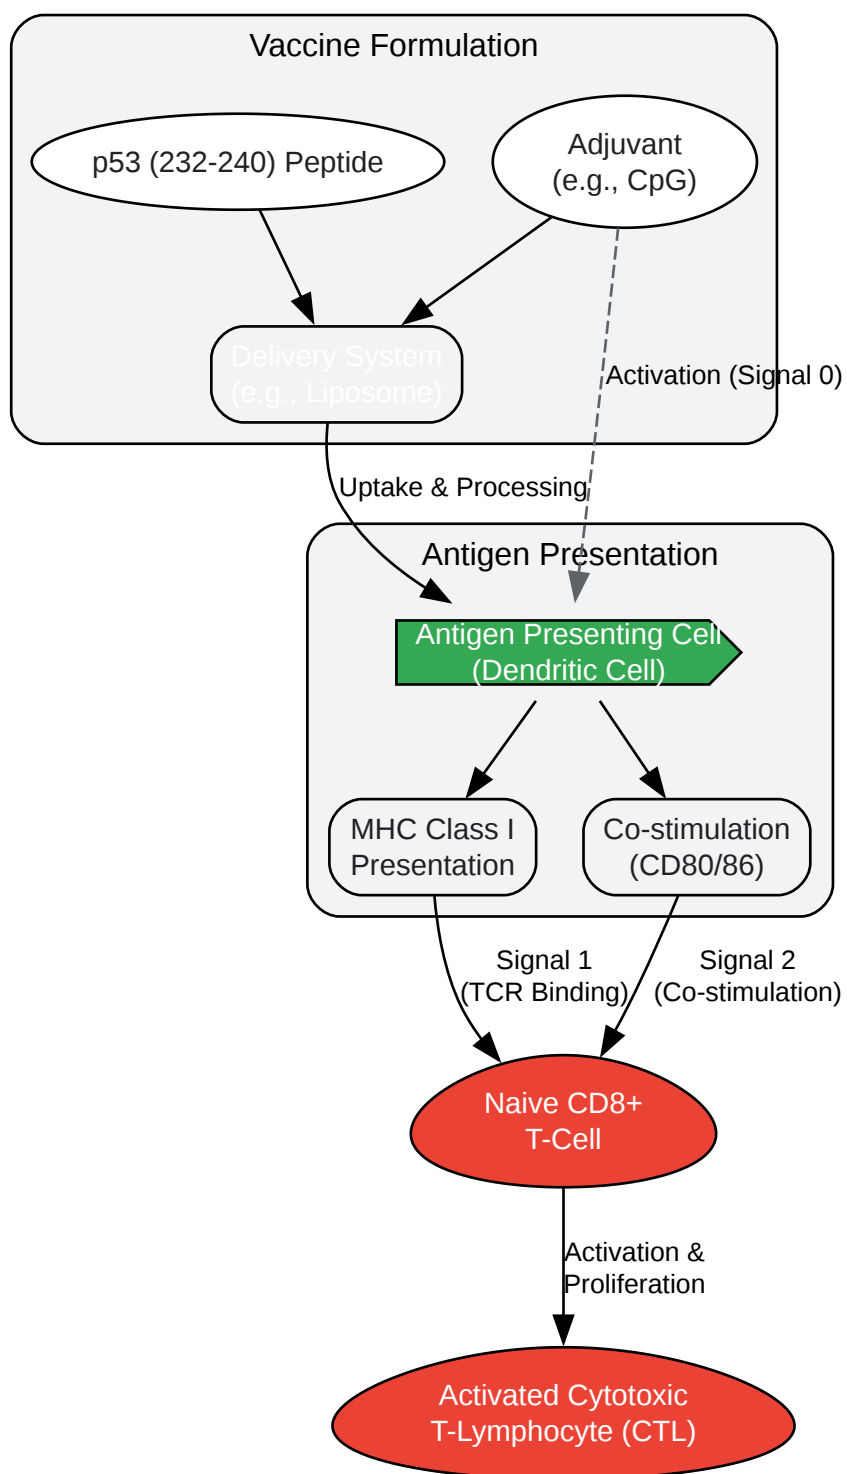 Vaccine Formulation
p53 (232-240) Peptide
Adjuvant
(e.g., CpG)
Delivery System
(e.g., Liposome)
Activation (Signal 0)
Uptake & Processing
Antigen Presentation
Antigen Presenting Cell
(Dendritic Cell)
MHC Class I
Presentation
Co-stimulation
(CD80/86)
Signal 1
(TCR Binding)
Signal 2
(Co-stimulation)
Naive CD8+
T-Cell
Activation &
Proliferation
Activated Cytotoxic
T-Lymphocyte (CTL)